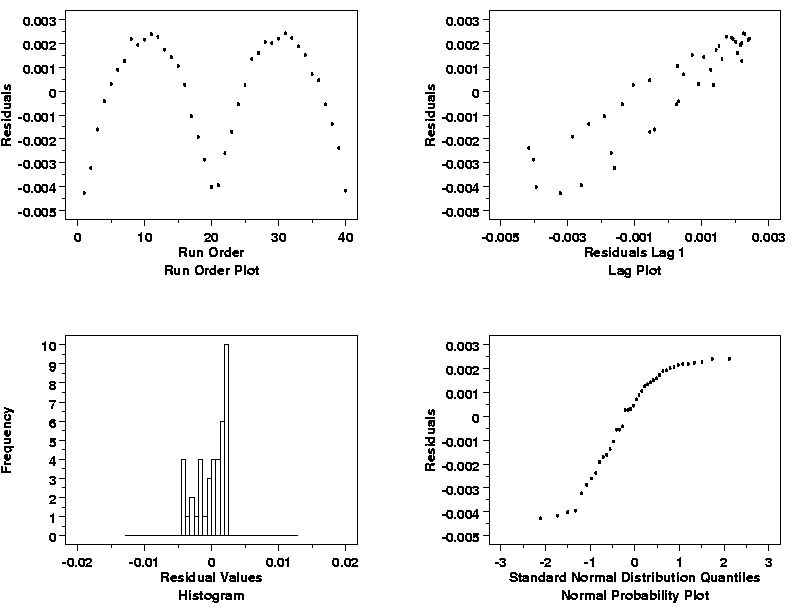 0.003
0.002
0.001
0
-0.001
-0.002
-0.003
-0.004
-0.005
Residuals
0 10 20 30 40
Run Order
Run Order Plot
0.003
0.002
0.001
0
-0.001
-0.002
-0.003
-0.004
-0.005
Residuals
-0.005 -0.003 -0.001 0.001 0.003
Residuals Lag 1
Lag Plot
10
9
8
7
6
5
4
3
2
1
0
Frequency
-0.02 -0.01 0 0.01 0.02
Residual Values
Histogram
0.003
0.002
0.001
0
-0.001
-0.002
-0.003
-0.004
-0.005
Residuals
-3 -2 -1 0 1 2 3
Standard Normal Distribution Quantiles
Normal Probability Plot